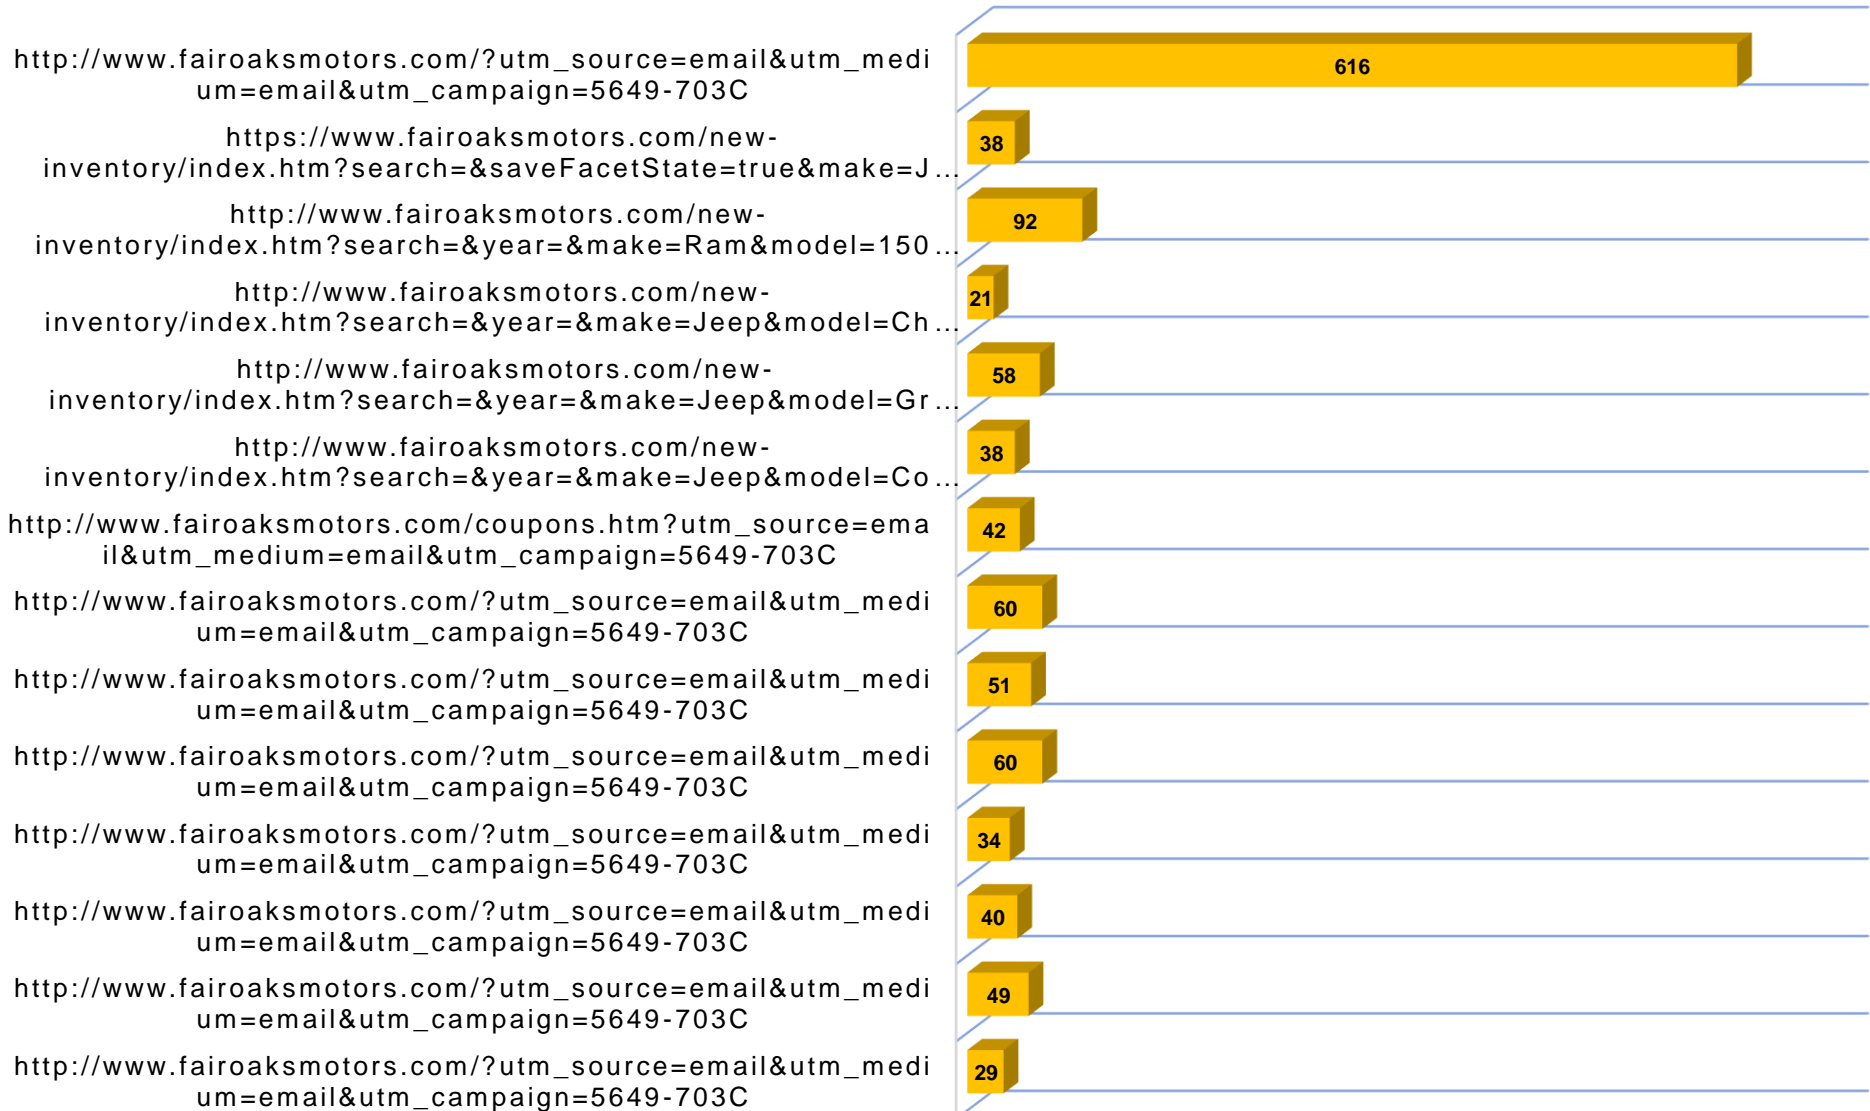 http://www.fairoaksmotors.com/?utm_source=email&utm_medi
um=email&utm_campaign=5649-703C
616
https://www.fairoaksmotors.com/new-
inventory/index.htm?search=&saveFacetState=true&make=J...
38
http://www.fairoaksmotors.com/new-
inventory/index.htm?search=&year=&make=Ram&model=150...
92
http://www.fairoaksmotors.com/new-
inventory/index.htm?search=&year=&make=Jeep&model=Ch...
21
http://www.fairoaksmotors.com/new-
inventory/index.htm?search=&year=&make=Jeep&model=Gr...
58
http://www.fairoaksmotors.com/new-
inventory/index.htm?search=&year=&make=Jeep&model=Co...
38
http://www.fairoaksmotors.com/coupons.htm?utm_source=ema
il&utm_medium=email&utm_campaign=5649-703C
42
http://www.fairoaksmotors.com/?utm_source=email&utm_medi
um=email&utm_campaign=5649-703C
60
http://www.fairoaksmotors.com/?utm_source=email&utm_medi
um=email&utm_campaign=5649-703C
51
http://www.fairoaksmotors.com/?utm_source=email&utm_medi
um=email&utm_campaign=5649-703C
60
http://www.fairoaksmotors.com/?utm_source=email&utm_medi
um=email&utm_campaign=5649-703C
34
http://www.fairoaksmotors.com/?utm_source=email&utm_medi
um=email&utm_campaign=5649-703C
40
http://www.fairoaksmotors.com/?utm_source=email&utm_medi
um=email&utm_campaign=5649-703C
49
http://www.fairoaksmotors.com/?utm_source=email&utm_medi
um=email&utm_campaign=5649-703C
29